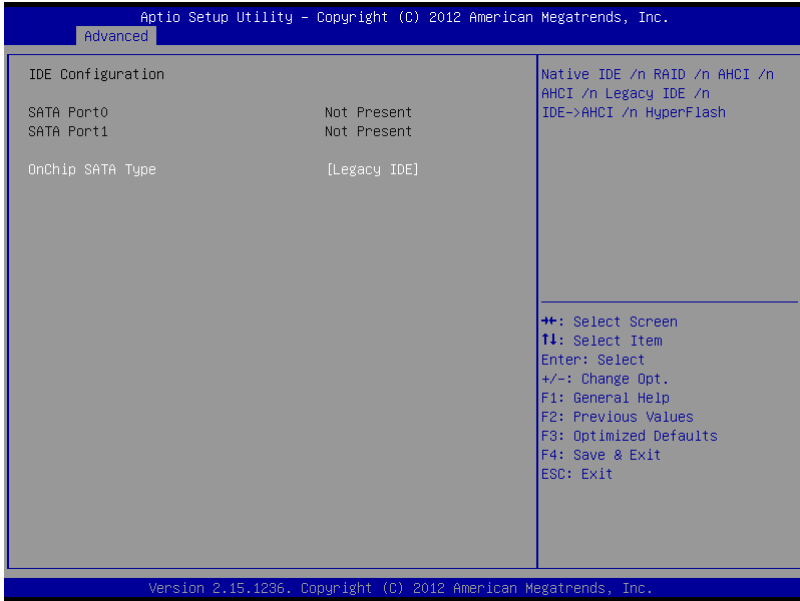 Aptio Setup Utility – Copyright (C) 2012 American Megatrends, Inc.
Advanced
IDE Configuration
SATA Port0 Not Present
SATA Port1 Not Present
OnChip SATA Type [Legacy IDE]
Native IDE /n RAID /n AHCI /n
AHCI /n Legacy IDE /n
IDE->AHCI /n HyperFlash
→←: Select Screen
↑↓: Select Item
Enter: Select
+/-: Change Opt.
F1: General Help
F2: Previous Values
F3: Optimized Defaults
F4: Save & Exit
ESC: Exit
Version 2.15.1236. Copyright (C) 2012 American Megatrends, Inc.